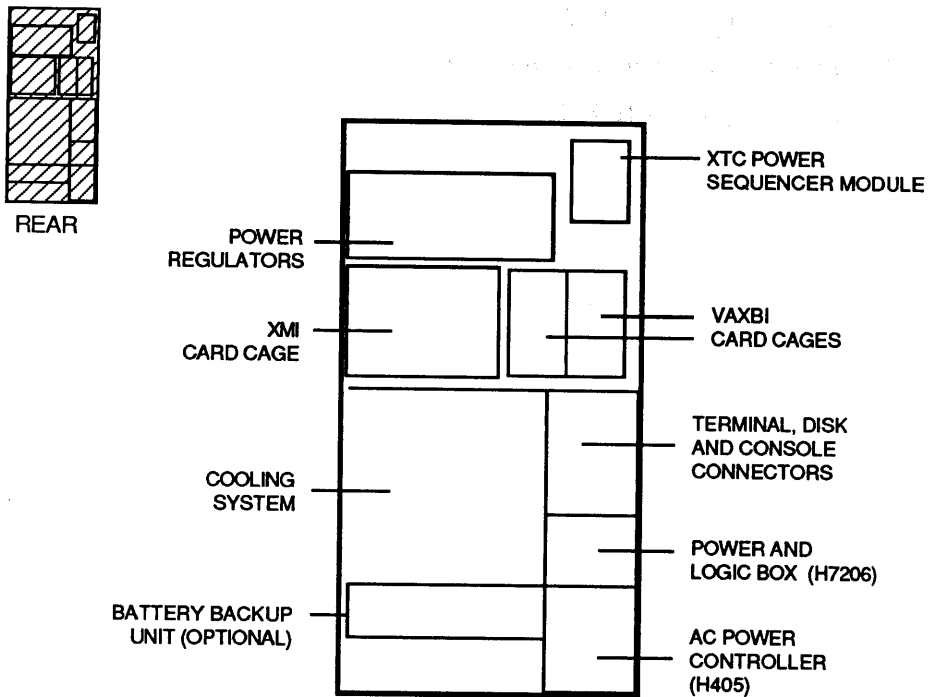 REAR
XTC POWER
SEQUENCER MODULE
POWER
REGULATORS
XMI
CARD CAGE
VAXBI
CARD CAGES
TERMINAL, DISK
AND CONSOLE
CONNECTORS
COOLING
SYSTEM
POWER AND
LOGIC BOX (H7206)
BATTERY BACKUP
UNIT (OPTIONAL)
AC POWER
CONTROLLER
(H405)